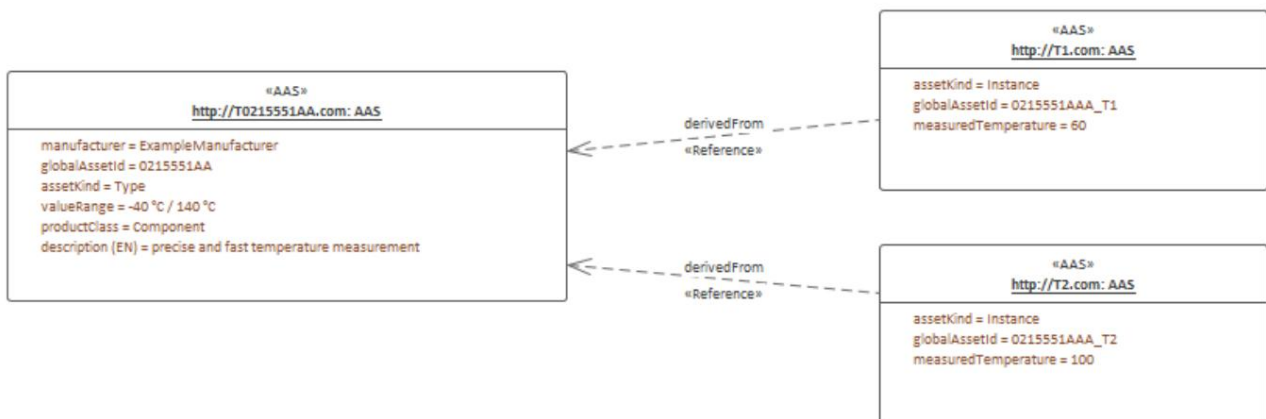 «AAS»
http://T0215551AA.com: AAS
manufacturer = ExampleManufacturer
globalAssetId = 0215551AA
assetKind = Type
valueRange = -40 °C / 140 °C
productClass = Component
description (EN) = precise and fast temperature measurement
derivedFrom
«Reference»
derivedFrom
«Reference»
«AAS»
http://T1.com: AAS
assetKind = Instance
globalAssetId = 0215551AAA_T1
measuredTemperature = 60
«AAS»
http://T2.com: AAS
assetKind = Instance
globalAssetId = 0215551AAA_T2
measuredTemperature = 100